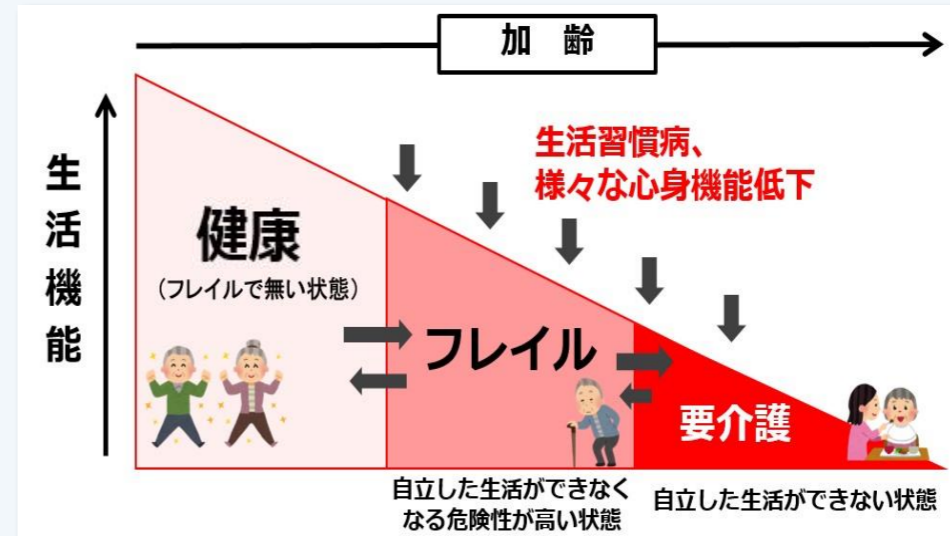 加 齢
生活機能
生活習慣病、
様々な心身機能低下
健康
（フレイルで無い状態）
フレイル
要介護
自立した生活ができなく
なる危険性が高い状態
自立した生活ができない状態